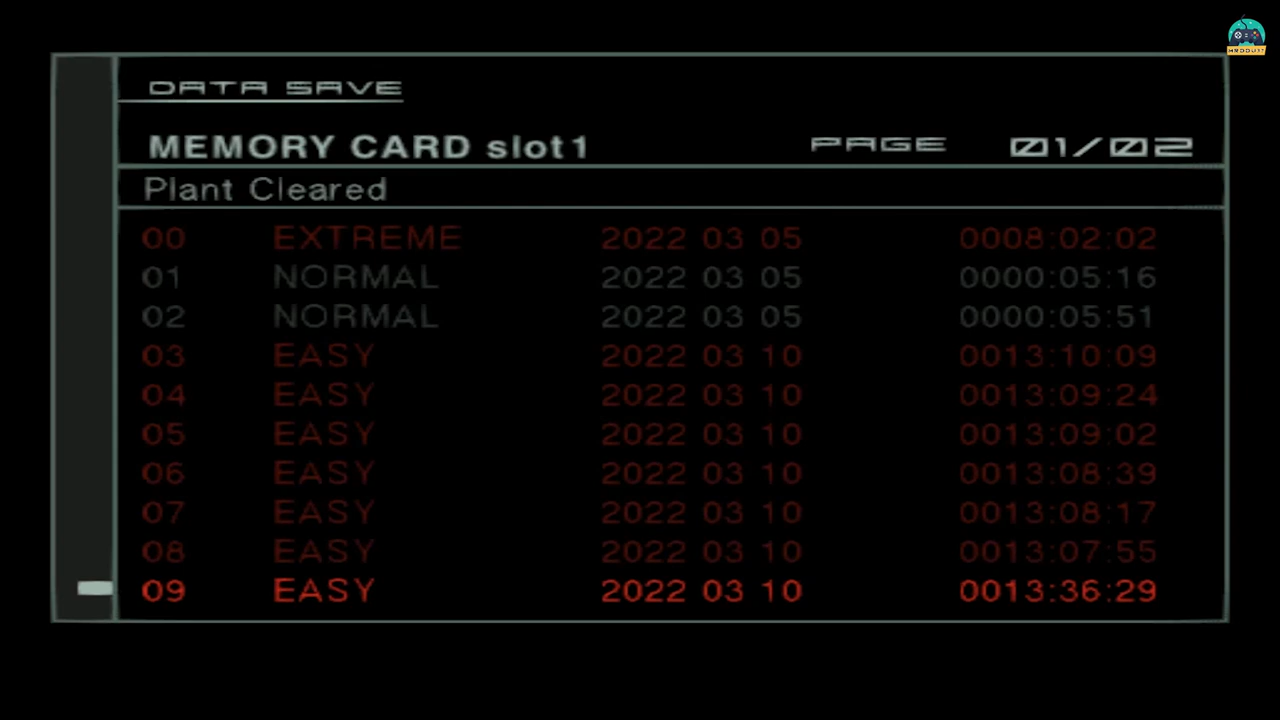 DATA SAVE
MEMORY CARD slot1 PAGE 01/02
Plant Cleared
00 EXTREME 2022 03 05 0008:02:02
01 NORMAL 2022 03 05 0000:05:16
02 NORMAL 2022 03 05 0000:05:51
03 EASY 2022 03 10 0013:10:09
04 EASY 2022 03 10 0013:09:24
05 EASY 2022 03 10 0013:09:02
06 EASY 2022 03 10 0013:08:39
07 EASY 2022 03 10 0013:08:17
08 EASY 2022 03 10 0013:07:55
09 EASY 2022 03 10 0013:36:29